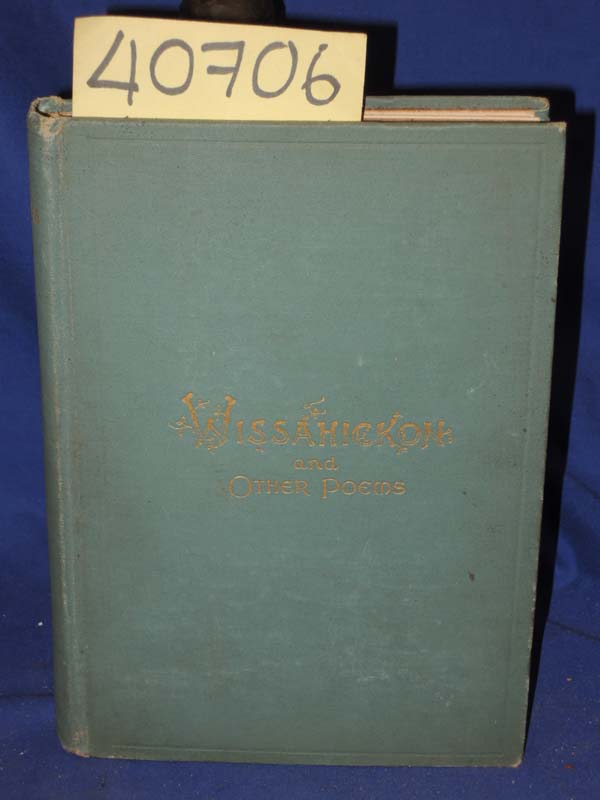 40706
WISSAHICKON
and
OTHER POEMS